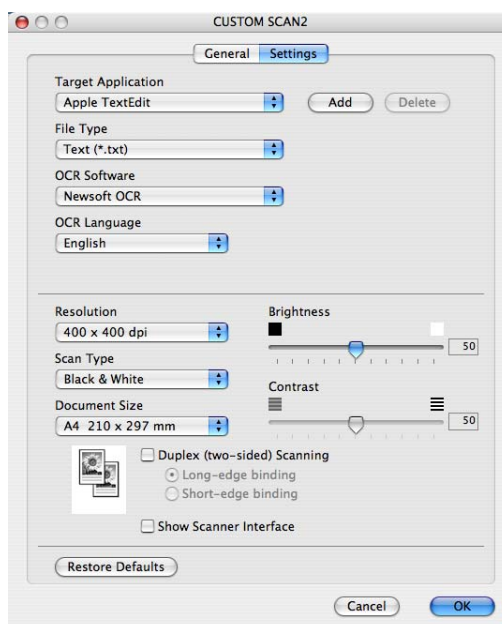 CUSTOM SCAN2
General Settings
Target Application
Apple TextEdit Add Delete
File Type
Text (*.txt)
OCR Software
Newsoft OCR
OCR Language
English
Resolution
400 x 400 dpi
Scan Type
Black & White
Document Size
A4 210 x 297 mm
Brightness
50
Contrast
50
Duplex (two-sided) Scanning
Long-edge binding
Short-edge binding
Show Scanner Interface
Restore Defaults
Cancel OK